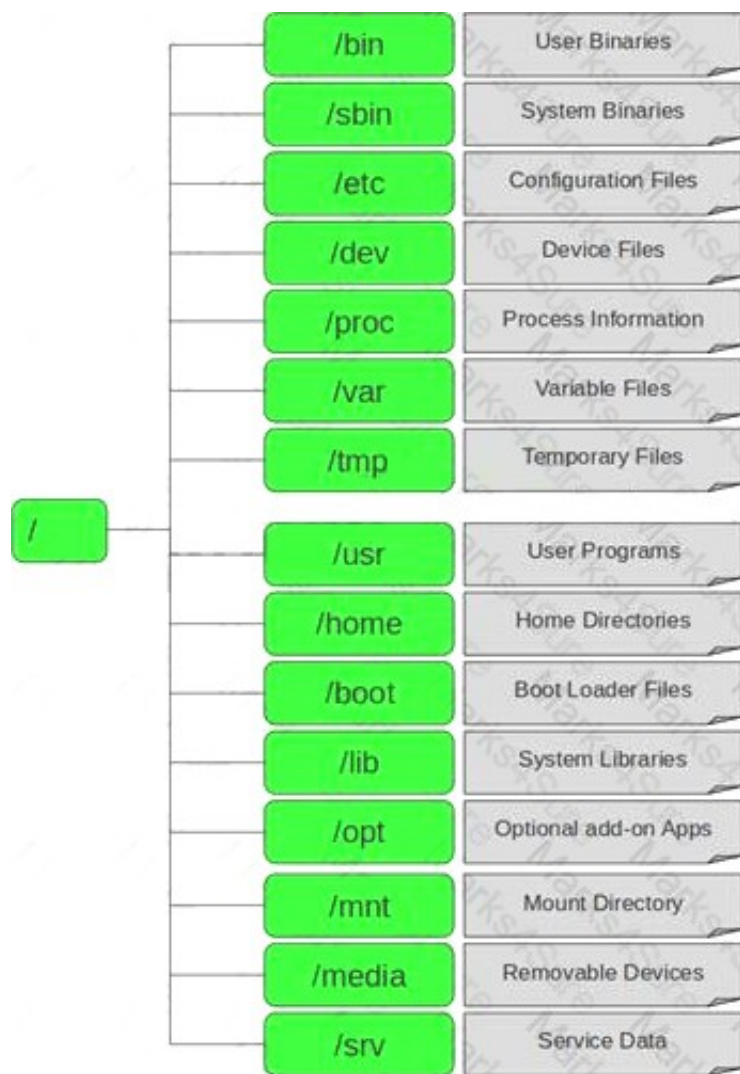 /bin User Binaries
/sbin System Binaries
/etc Configuration Files
/dev Device Files
/proc Process Information
/var Variable Files
/tmp Temporary Files
/
/usr User Programs
/home Home Directories
/boot Boot Loader Files
/lib System Libraries
/opt Optional add-on Apps
/mnt Mount Directory
/media Removable Devices
/srv Service Data
Marks4Sure